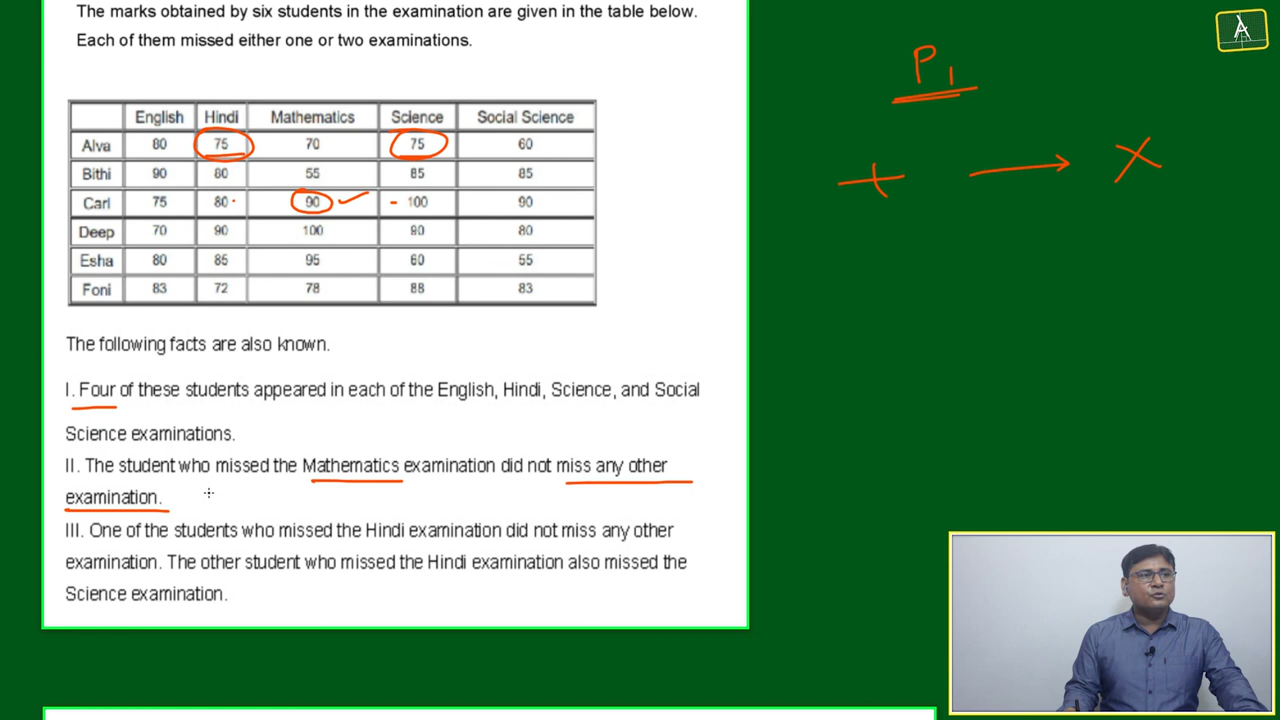 The marks obtained by six students in the examination are given in the table below.
Each of them missed either one or two examinations.
English Hindi Mathematics Science Social Science
Alva 80 75 70 75 60
Bithi 90 80 55 85 85
Carl 75 80 90 100 90
Deep 70 90 100 90 80
Esha 80 85 95 60 55
Foni 83 72 78 88 83
The following facts are also known.
I. Four of these students appeared in each of the English, Hindi, Science, and Social
Science examinations.
II. The student who missed the Mathematics examination did not miss any other
examination.
III. One of the students who missed the Hindi examination did not miss any other
examination. The other student who missed the Hindi examination also missed the
Science examination.
P1
+ → X
A